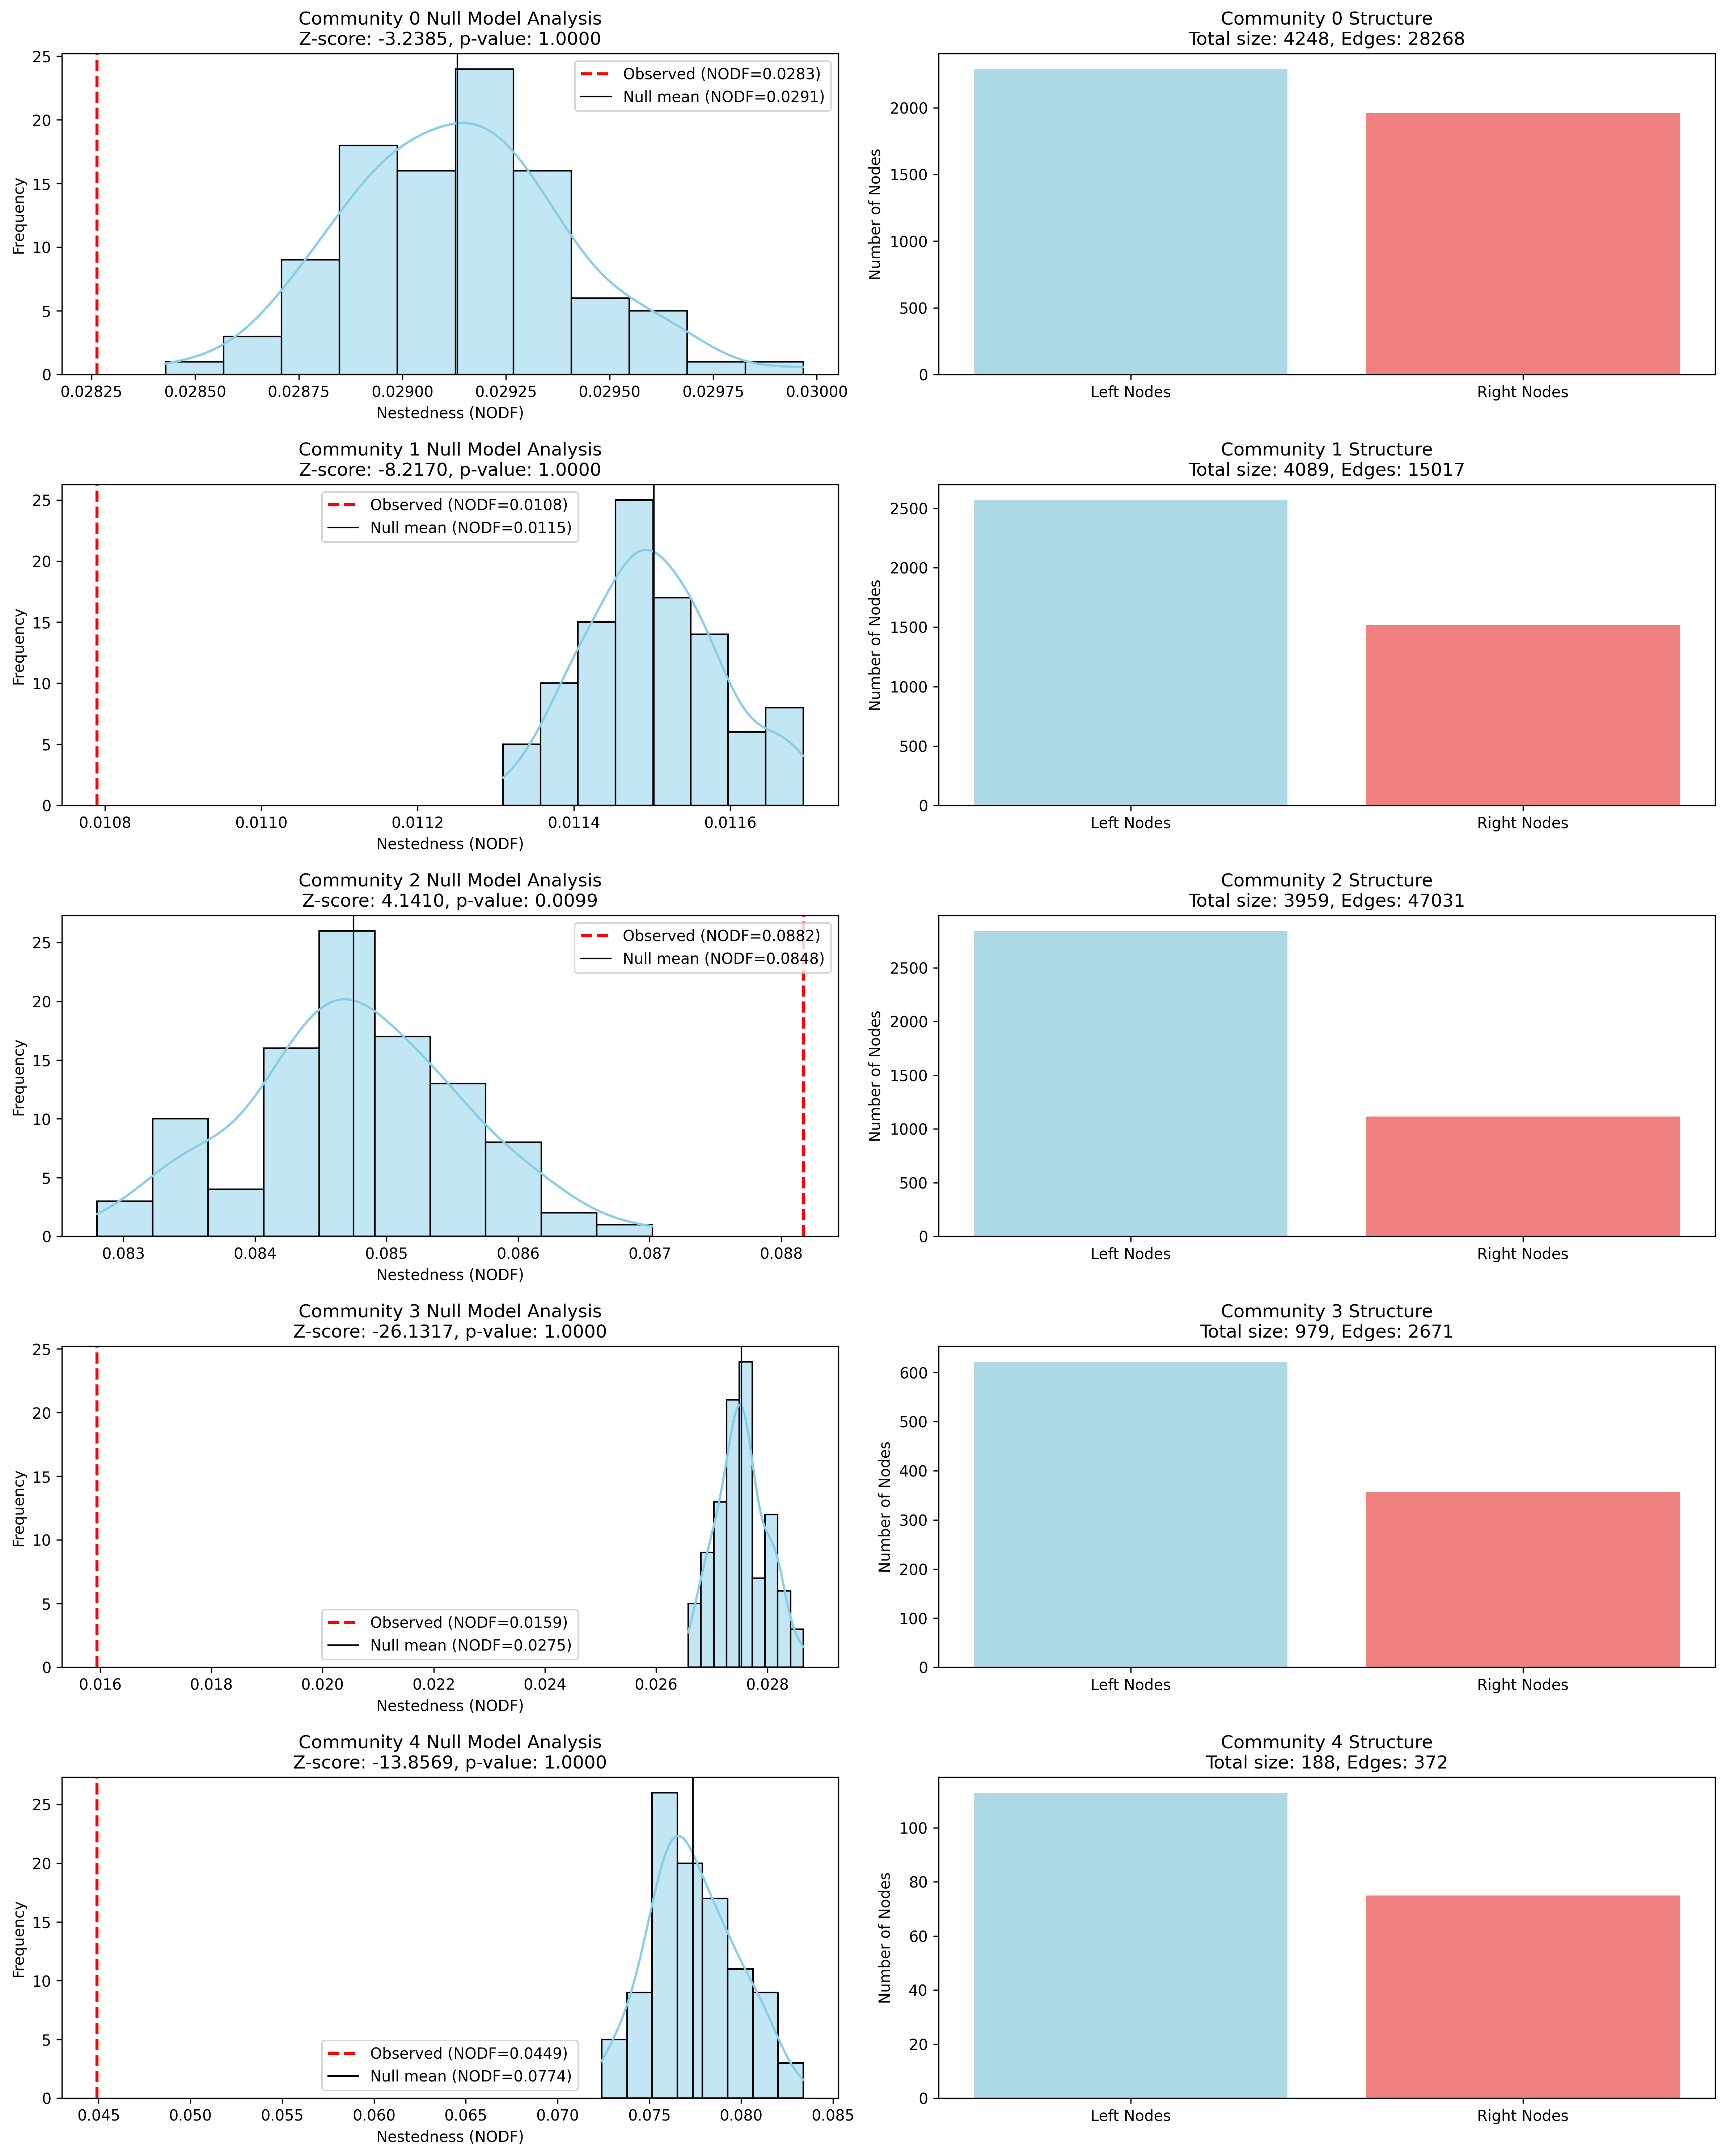 Community 0 Null Model Analysis
Z-score: -3.2385, p-value: 1.0000
25
20
15
10
5
0
Frequency
Observed (NODF=0.0283)
Null mean (NODF=0.0291)
0.02825 0.02850 0.02875 0.02900 0.02925 0.02950 0.02975 0.03000
Nestedness (NODF)
Community 0 Structure
Total size: 4248, Edges: 28268
2000
1500
1000
500
0
Number of Nodes
Left Nodes Right Nodes
Community 1 Null Model Analysis
Z-score: -8.2170, p-value: 1.0000
25
20
15
10
5
0
Frequency
Observed (NODF=0.0108)
Null mean (NODF=0.0115)
0.0108 0.0110 0.0112 0.0114 0.0116
Nestedness (NODF)
Community 1 Structure
Total size: 4089, Edges: 15017
2500
2000
1500
1000
500
0
Number of Nodes
Left Nodes Right Nodes
Community 2 Null Model Analysis
Z-score: 4.1410, p-value: 0.0099
25
20
15
10
5
0
Frequency
Observed (NODF=0.0882)
Null mean (NODF=0.0848)
0.083 0.084 0.085 0.086 0.087 0.088
Nestedness (NODF)
Community 2 Structure
Total size: 3959, Edges: 47031
2500
2000
1500
1000
500
0
Number of Nodes
Left Nodes Right Nodes
Community 3 Null Model Analysis
Z-score: -26.1317, p-value: 1.0000
25
20
15
10
5
0
Frequency
Observed (NODF=0.0159)
Null mean (NODF=0.0275)
0.016 0.018 0.020 0.022 0.024 0.026 0.028
Nestedness (NODF)
Community 3 Structure
Total size: 979, Edges: 2671
600
500
400
300
200
100
0
Number of Nodes
Left Nodes Right Nodes
Community 4 Null Model Analysis
Z-score: -13.8569, p-value: 1.0000
25
20
15
10
5
0
Frequency
Observed (NODF=0.0449)
Null mean (NODF=0.0774)
0.045 0.050 0.055 0.060 0.065 0.070 0.075 0.080 0.085
Nestedness (NODF)
Community 4 Structure
Total size: 188, Edges: 372
100
80
60
40
20
0
Number of Nodes
Left Nodes Right Nodes